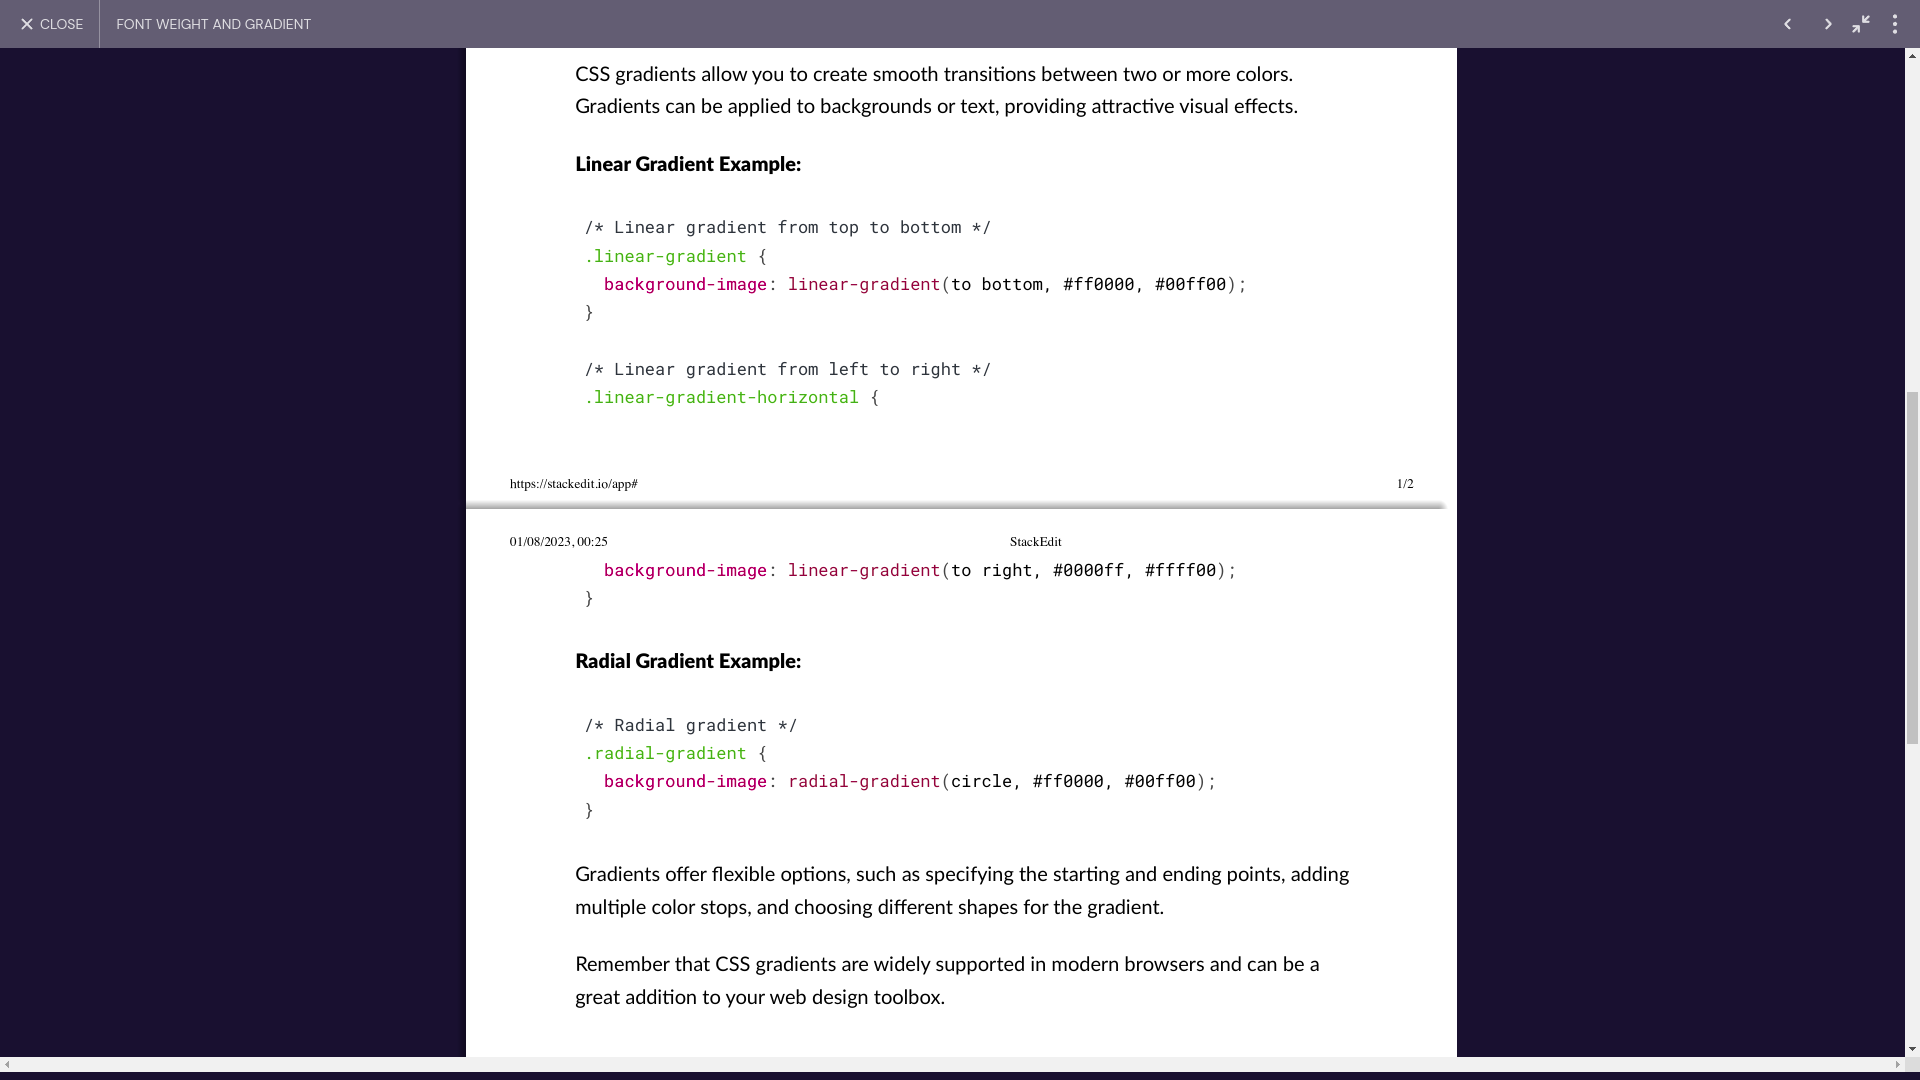 CLOSE
FONT WEIGHT AND GRADIENT
CSS gradients allow you to create smooth transitions between two or more colors.
Gradients can be applied to backgrounds or text, providing attractive visual effects.
Linear Gradient Example:
/* Linear gradient from top to bottom */
.linear-gradient {
  background-image: linear-gradient(to bottom, #ff0000, #00ff00);
}
/* Linear gradient from left to right */
.linear-gradient-horizontal {
https://stackedit.io/app#
1/2
01/08/2023, 00:25
StackEdit
  background-image: linear-gradient(to right, #0000ff, #ffff00);
}
Radial Gradient Example:
/* Radial gradient */
.radial-gradient {
  background-image: radial-gradient(circle, #ff0000, #00ff00);
}
Gradients offer flexible options, such as specifying the starting and ending points, adding
multiple color stops, and choosing different shapes for the gradient.
Remember that CSS gradients are widely supported in modern browsers and can be a
great addition to your web design toolbox.